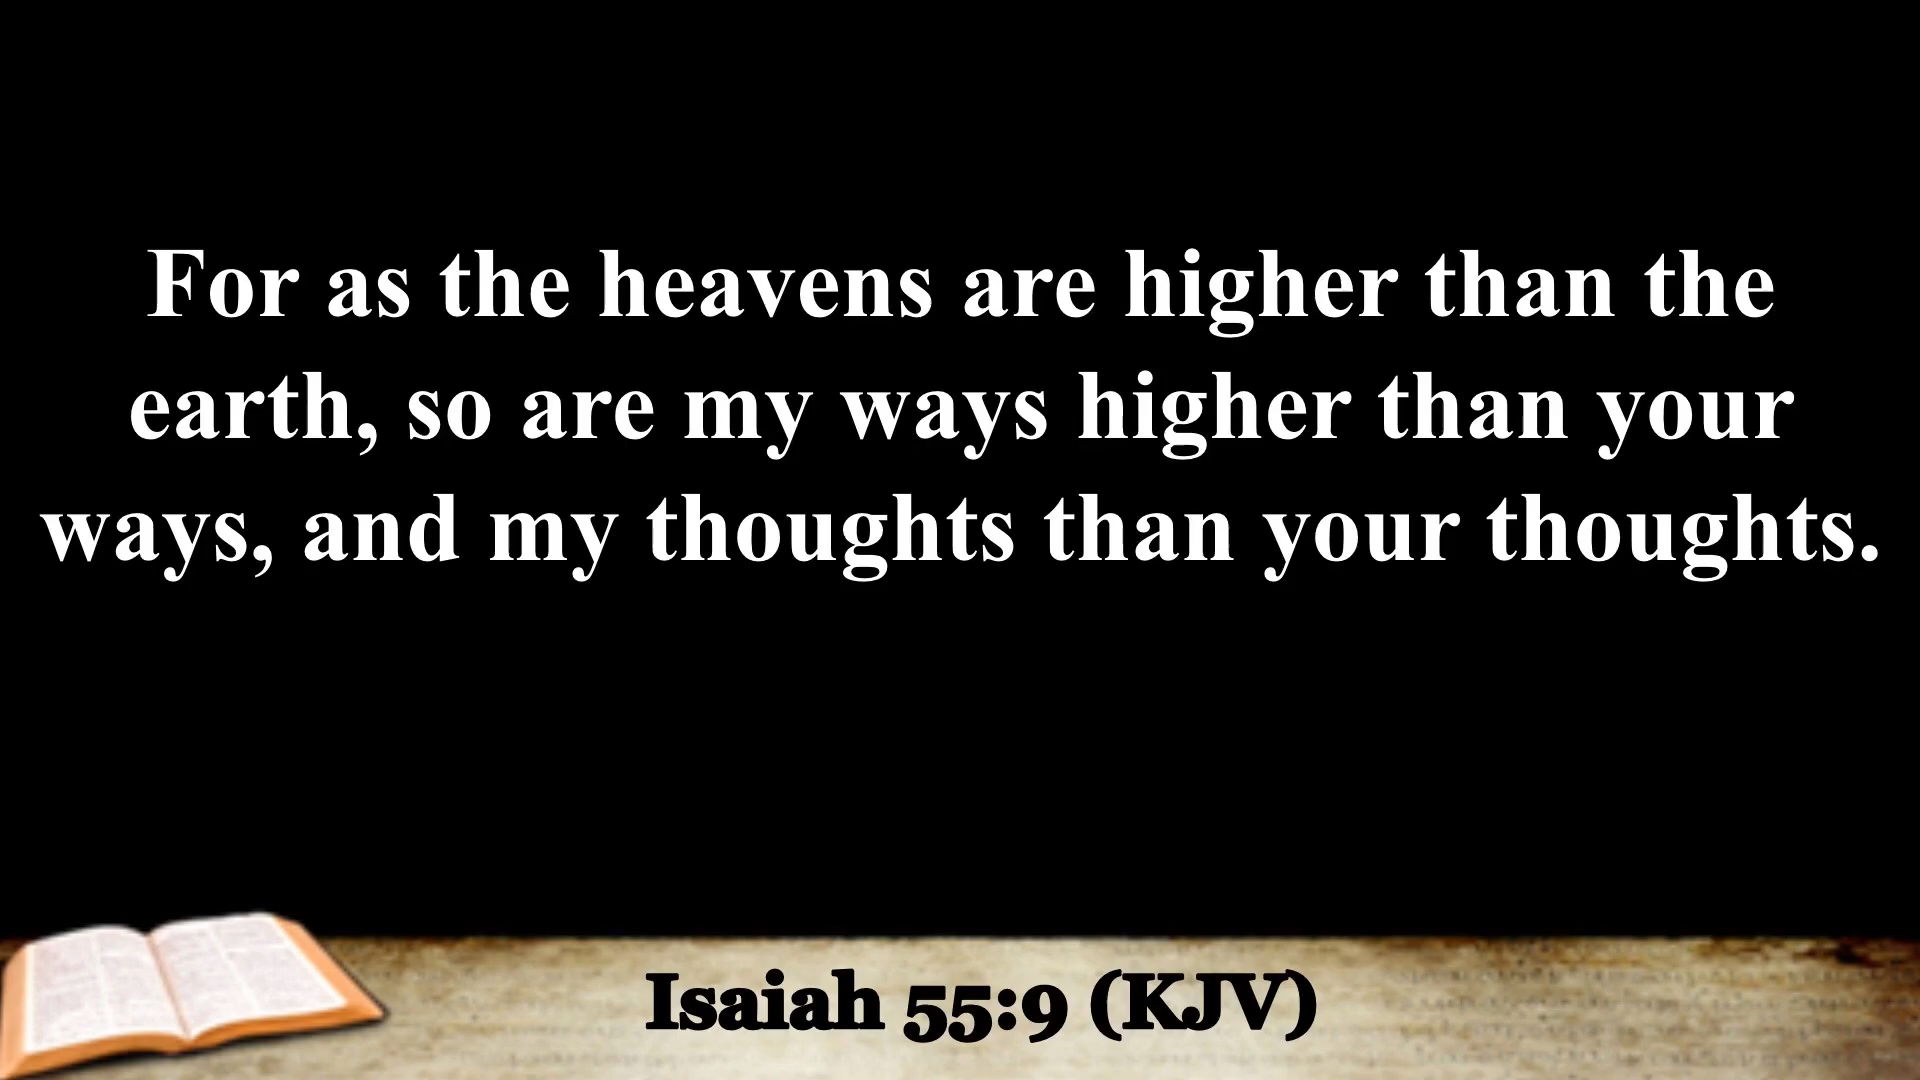 For as the heavens are higher than the
earth, so are my ways higher than your
ways, and my thoughts than your thoughts.
Isaiah 55:9 (KJV)